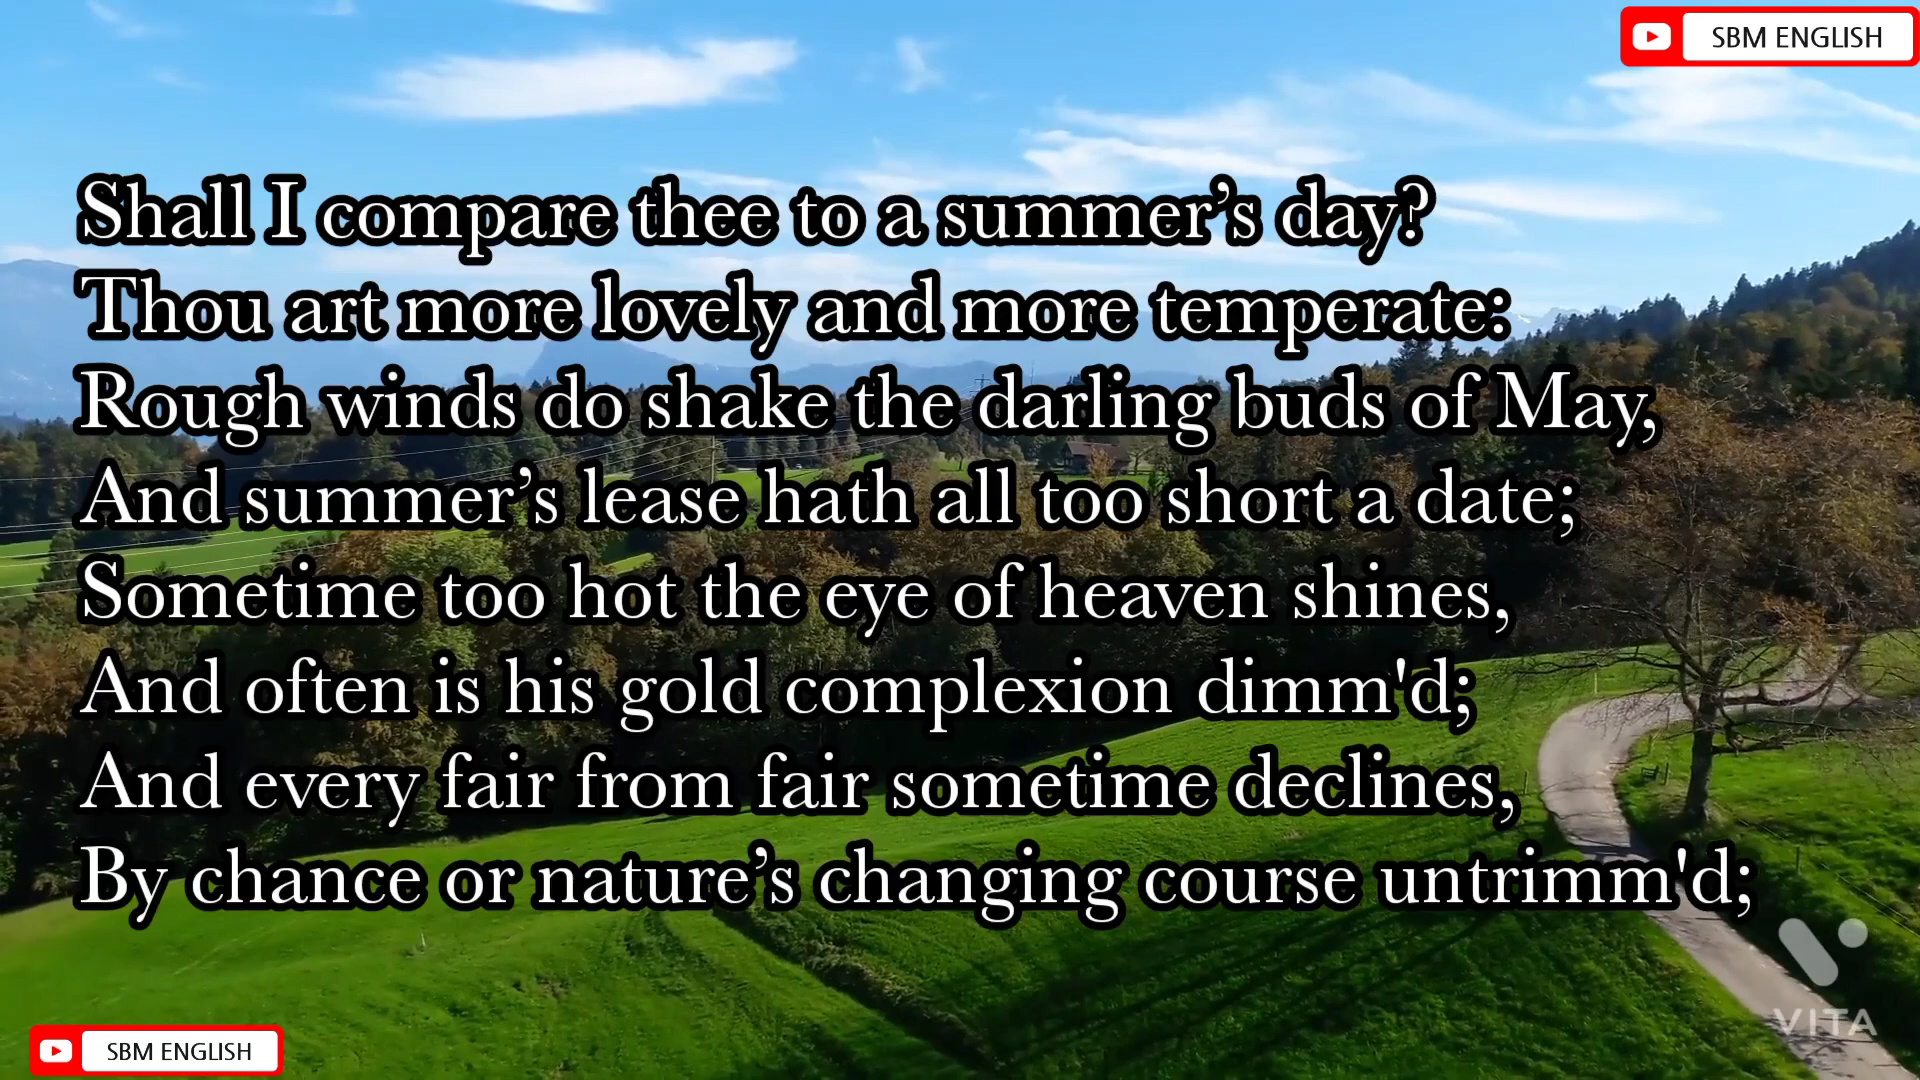 SBM ENGLISH
Shall I compare thee to a summer’s day?
Thou art more lovely and more temperate:
Rough winds do shake the darling buds of May,
And summer’s lease hath all too short a date;
Sometime too hot the eye of heaven shines,
And often is his gold complexion dimm'd;
And every fair from fair sometime declines,
By chance or nature’s changing course untrimm'd;
VITA
SBM ENGLISH